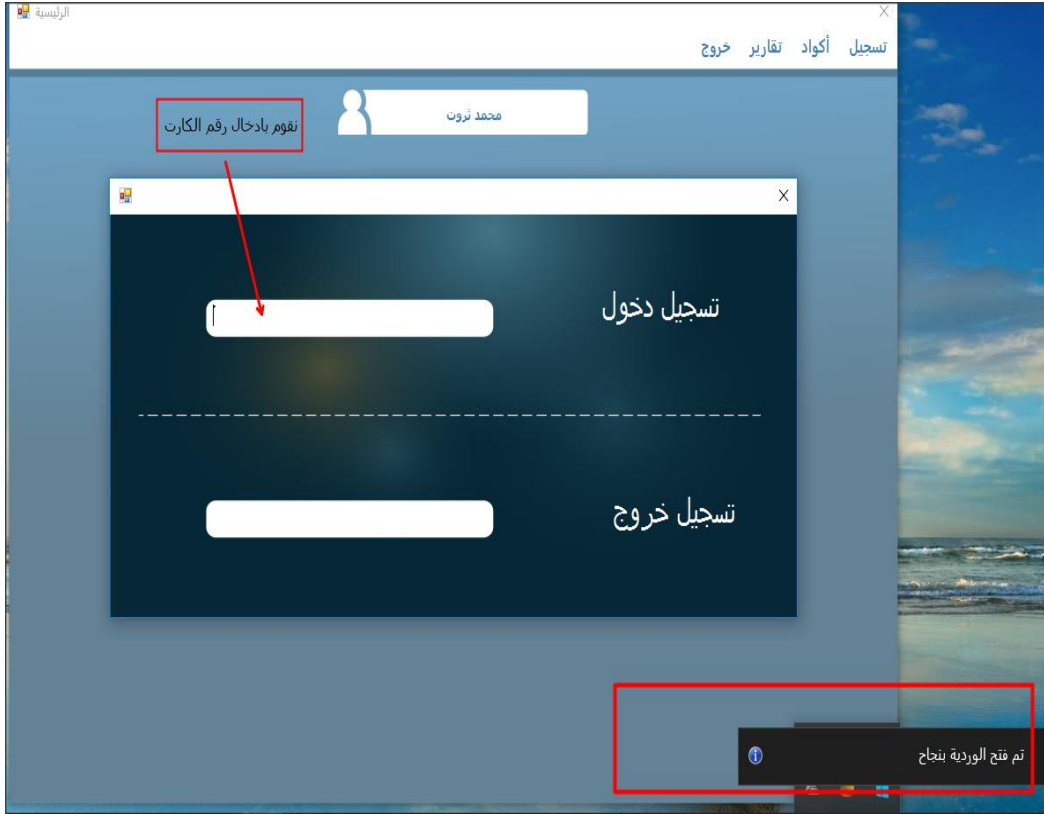 الرئيسية
X
تسجيل أكواد تقارير خروج
محمد ثروت
نقوم بادخال رقم الكارت
X
تسجيل دخول
تسجيل خروج
تم فتح الوردية بنجاح